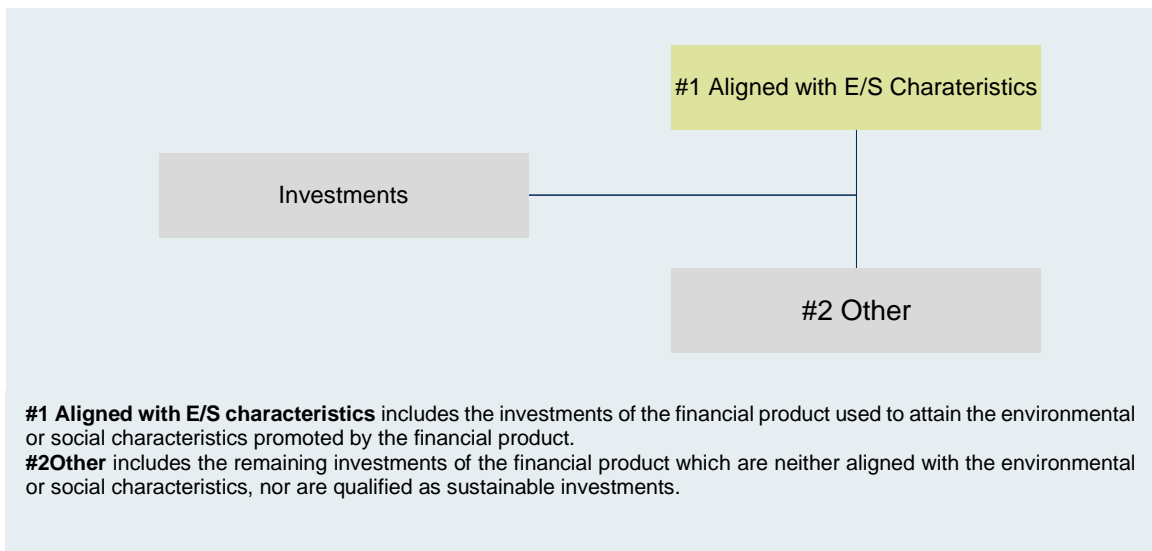 #1 Aligned with E/S Charateristics
Investments
#2 Other
#1 Aligned with E/S characteristics includes the investments of the financial product used to attain the environmental
or social characteristics promoted by the financial product.
#2Other includes the remaining investments of the financial product which are neither aligned with the environmental
or social characteristics, nor are qualified as sustainable investments.